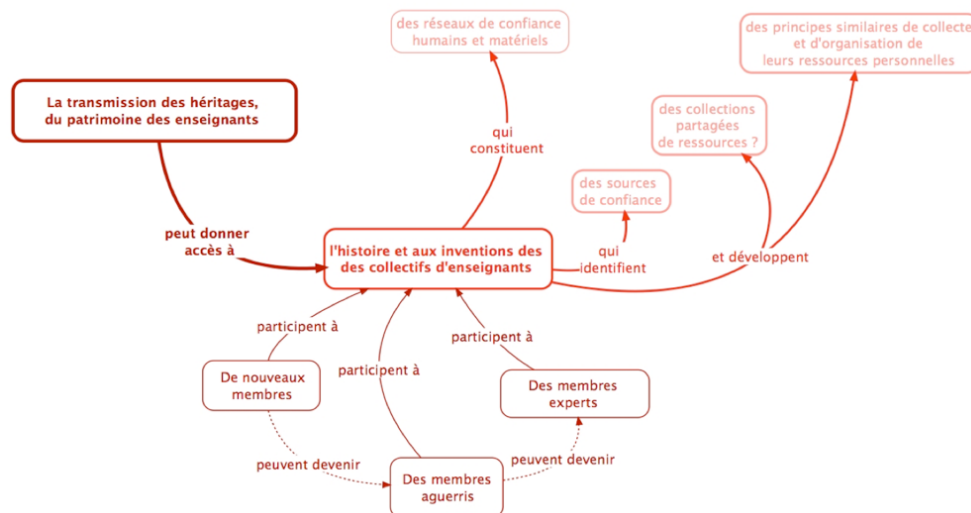 des réseaux de confiance
humains et matériels
des principes similaires de collecte
et d'organisation de
leurs ressources personnelles
La transmission des héritages,
du patrimoine des enseignants
des collections
partagées
de ressources ?
qui
constituent
des sources
de confiance
peut donner
accès à
l'histoire et aux inventions des
des collectifs d'enseignants
qui
identifient
et développent
participent à
participent à
participent à
De nouveaux
membres
Des membres
experts
peuvent devenir
peuvent devenir
Des membres
aguerris